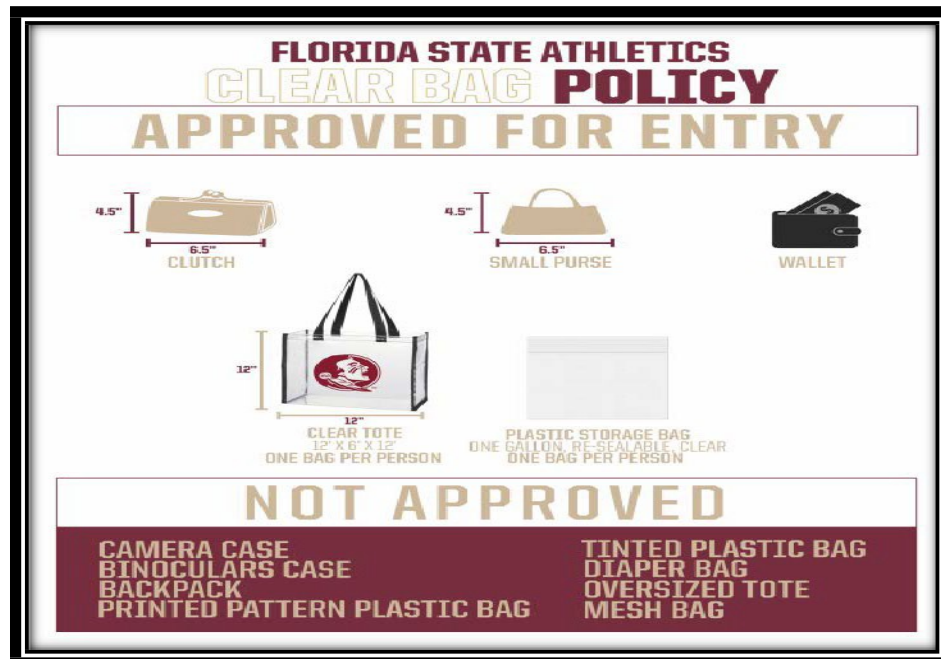 FLORIDA STATE ATHLETICS
CLEAR BAG POLICY
APPROVED FOR ENTRY
4.5"
6.5"
CLUTCH
4.5"
6.5"
SMALL PURSE
WALLET
12"
12"
CLEAR TOTE
12" X 6" X 12"
ONE BAG PER PERSON
PLASTIC STORAGE BAG
ONE GALLON, RE-SEALABLE, CLEAR
ONE BAG PER PERSON
NOT APPROVED
CAMERA CASE
BINOCULARS CASE
BACKPACK
PRINTED PATTERN PLASTIC BAG
TINTED PLASTIC BAG
DIAPER BAG
OVERSIZED TOTE
MESH BAG